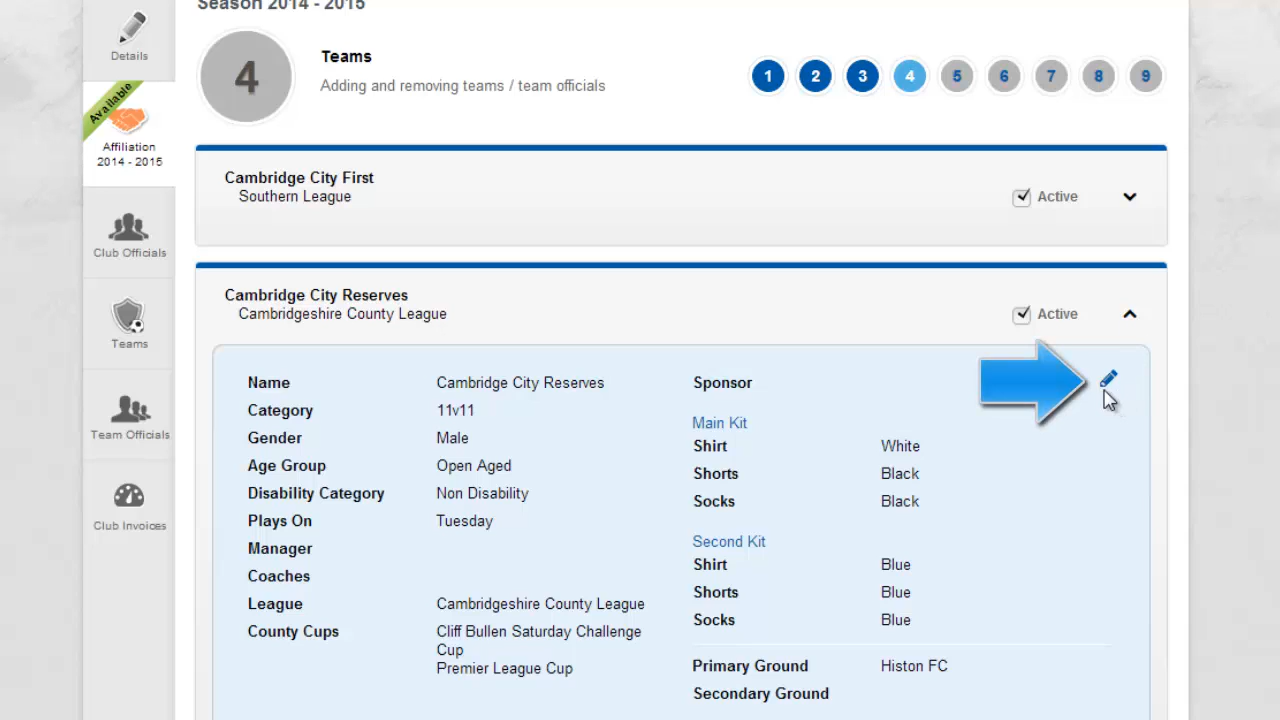 Season 2014 - 2015
Details
4
Teams
Adding and removing teams / team officials
1 2 3 4 5 6 7 8 9
Available
Affiliation
2014 - 2015
Club Officials
Teams
Team Officials
Club Invoices
Cambridge City First
Southern League
Active
Cambridge City Reserves
Cambridgeshire County League
Active
Name Cambridge City Reserves
Category 11v11
Gender Male
Age Group Open Aged
Disability Category Non Disability
Plays On Tuesday
Manager
Coaches
League Cambridgeshire County League
County Cups Cliff Bullen Saturday Challenge
Cup
Premier League Cup
Sponsor
Main Kit
Shirt White
Shorts Black
Socks Black
Second Kit
Shirt Blue
Shorts Blue
Socks Blue
Primary Ground Histon FC
Secondary Ground